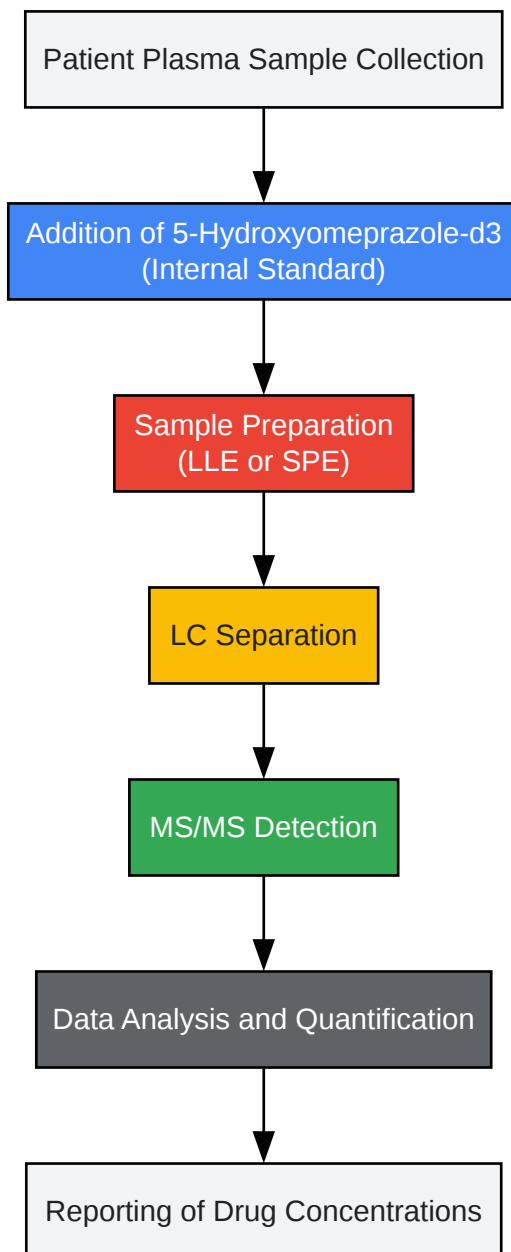 Patient Plasma Sample Collection
Addition of 5-Hydroxyomeprazole-d3
(Internal Standard)
Sample Preparation
(LLE or SPE)
LC Separation
MS/MS Detection
Data Analysis and Quantification
Reporting of Drug Concentrations